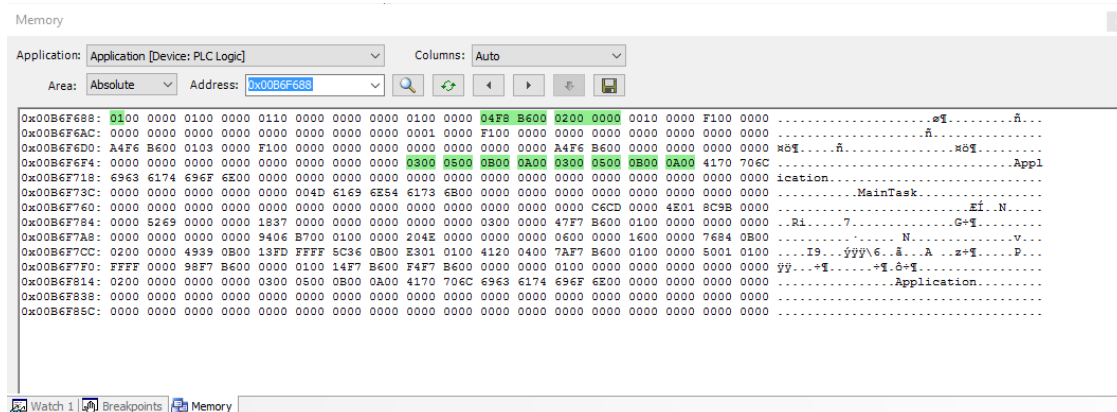 Memory
Application: Application [Device: PLC Logic] Columns: Auto
Area: Absolute Address: 0x00B6F688
0x00B6F688: 0100 0000 0100 0000 0110 0000 0000 0000 0100 0000 04F8 B600 0200 0000 0010 0000 F100 0000 .........................ø¶.......ñ...
0x00B6F6AC: 0000 0000 0000 0000 0000 0000 0000 0000 0001 0000 F100 0000 0000 0000 0000 0000 0000 0000 ....................ñ...............
0x00B6F6D0: A4F6 B600 0103 0000 F100 0000 0000 0000 0000 0000 0000 0000 A4F6 B600 0000 0000 0000 0000 ¤ö¶.....ñ...............¤ö¶.........
0x00B6F6F4: 0000 0000 0000 0000 0000 0000 0000 0000 0300 0500 0B00 0A00 0300 0500 0B00 0A00 4170 706C ................................Appl
0x00B6F718: 6963 6174 696F 6E00 0000 0000 0000 0000 0000 0000 0000 0000 0000 0000 0000 0000 0000 0000 ication.............................
0x00B6F73C: 0000 0000 0000 0000 0000 004D 6169 6E54 6173 6B00 0000 0000 0000 0000 0000 0000 0000 0000 ...........MainTask.................
0x00B6F760: 0000 0000 0000 0000 0000 0000 0000 0000 0000 0000 0000 0000 0000 C6CD 0000 4E01 8C9B 0000
0x00B6F784: 0000 5269 0000 0000 1837 0000 0000 0000 0000 0000 0300 0000 47F7 B600 0100 0000 0000 0000 ..Ri.....7..............G÷¶.........
0x00B6F7A8: 0000 0000 0000 0000 9406 B700 0100 0000 204E 0000 0000 0000 0600 0000 1600 0000 7684 0B00
0x00B6F7CC: 0200 0000 4939 0B00 13FD FFFF 5C36 0B00 E301 0100 4120 0400 7AF7 B600 0100 0000 5001 0100
0x00B6F7F0: FFFF 0000 98F7 B600 0000 0100 14F7 B600 F4F7 B600 0000 0000 0100 0000 0000 0000 0000 0000
0x00B6F814: 0200 0000 0000 0000 0300 0500 0B00 0A00 4170 706C 6963 6174 696F 6E00 0000 0000 0000 0000 ................Application.........
0x00B6F838: 0000 0000 0000 0000 0000 0000 0000 0000 0000 0000 0000 0000 0000 0000 0000 0000 0000 0000 ....................................
0x00B6F85C: 0000 0000 0000 0000 0000 0000 0000 0000 0000 0000 0000 0000 0000 0000 0000 0000 0000 0000 ....................................
Watch 1 Breakpoints Memory